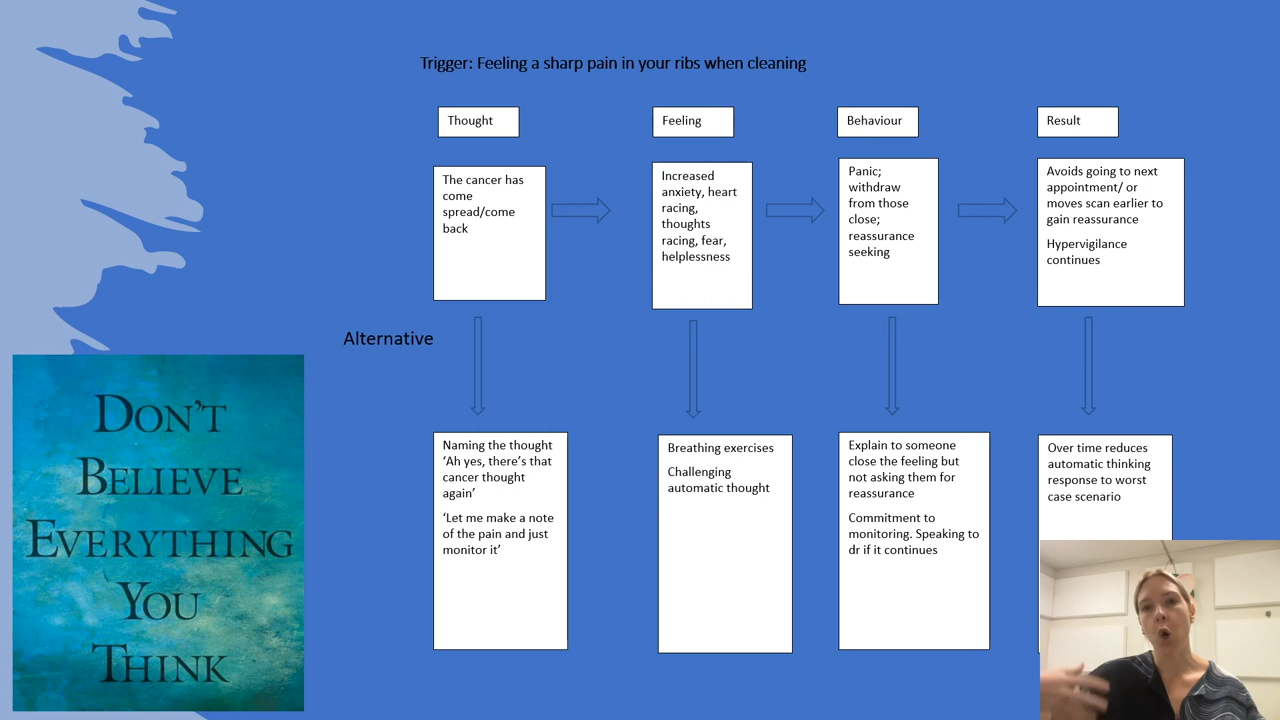 Trigger: Feeling a sharp pain in your ribs when cleaning
Thought
Feeling
Behaviour
Result
The cancer has
come
spread/come
back
Increased
anxiety, heart
racing,
thoughts
racing, fear,
helplessness
Panic;
withdraw
from those
close;
reassurance
seeking
Avoids going to next
appointment/ or
moves scan earlier to
gain reassurance
Hypervigilance
continues
Alternative
Naming the thought
‘Ah yes, there’s that
cancer thought
again’
‘Let me make a note
of the pain and just
monitor it’
Breathing exercises
Challenging
automatic thought
Explain to someone
close the feeling but
not asking them for
reassurance
Commitment to
monitoring. Speaking to
dr if it continues
Over time reduces
automatic thinking
response to worst
case scenario
DON’T
BELIEVE
EVERYTHING
YOU
THINK